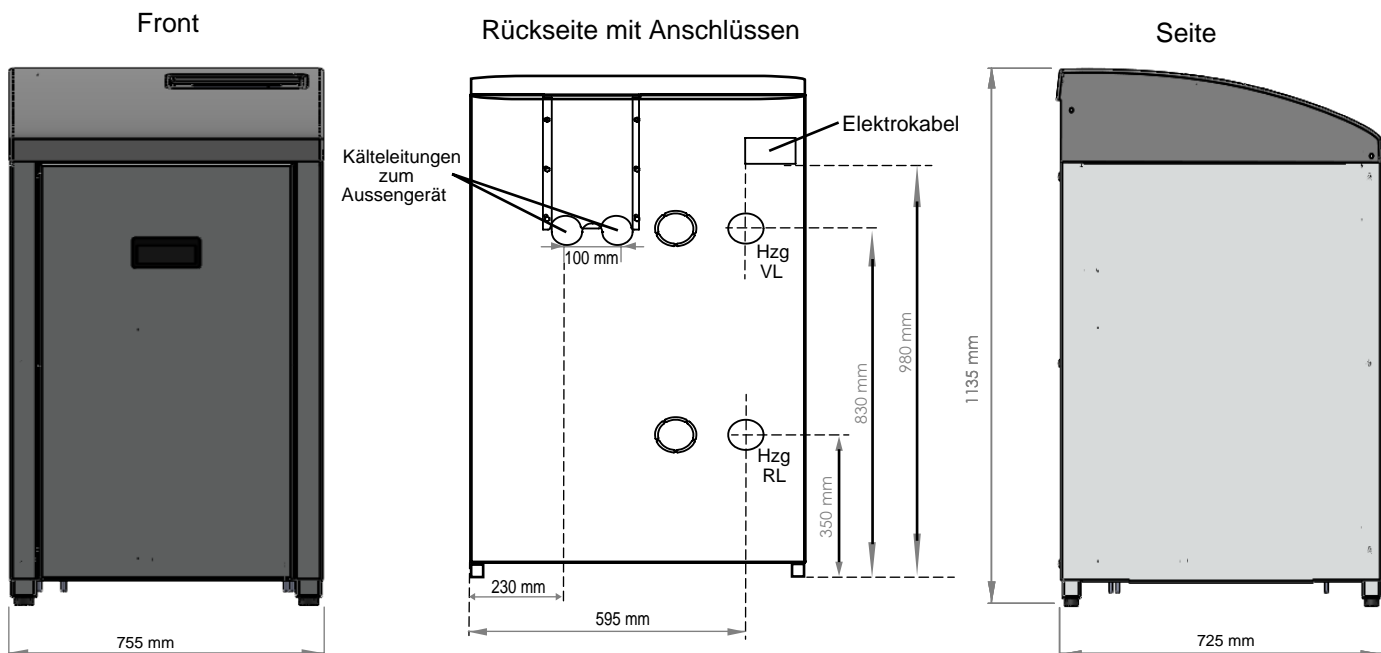 Front
Rückseite mit Anschlüssen
Seite
Elektrokabel
Kälteleitungen
zum
Aussengerät
100 mm
Hzg
VL
980 mm
830 mm
1135 mm
Hzg
RL
350 mm
230 mm
595 mm
755 mm
725 mm